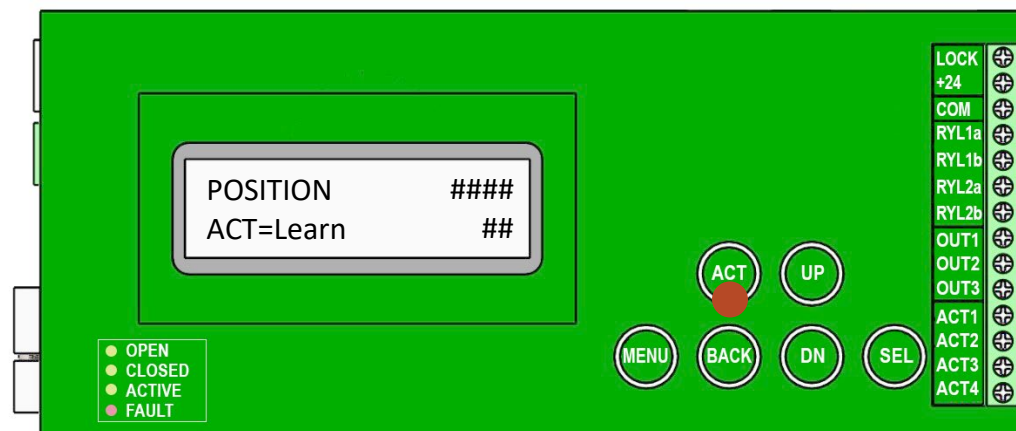 POSITION ####
ACT=Learn ##
OPEN
CLOSED
ACTIVE
FAULT
ACT UP
MENU BACK DN SEL
LOCK
+24
COM
RYL1a
RYL1b
RYL2a
RYL2b
OUT1
OUT2
OUT3
ACT1
ACT2
ACT3
ACT4